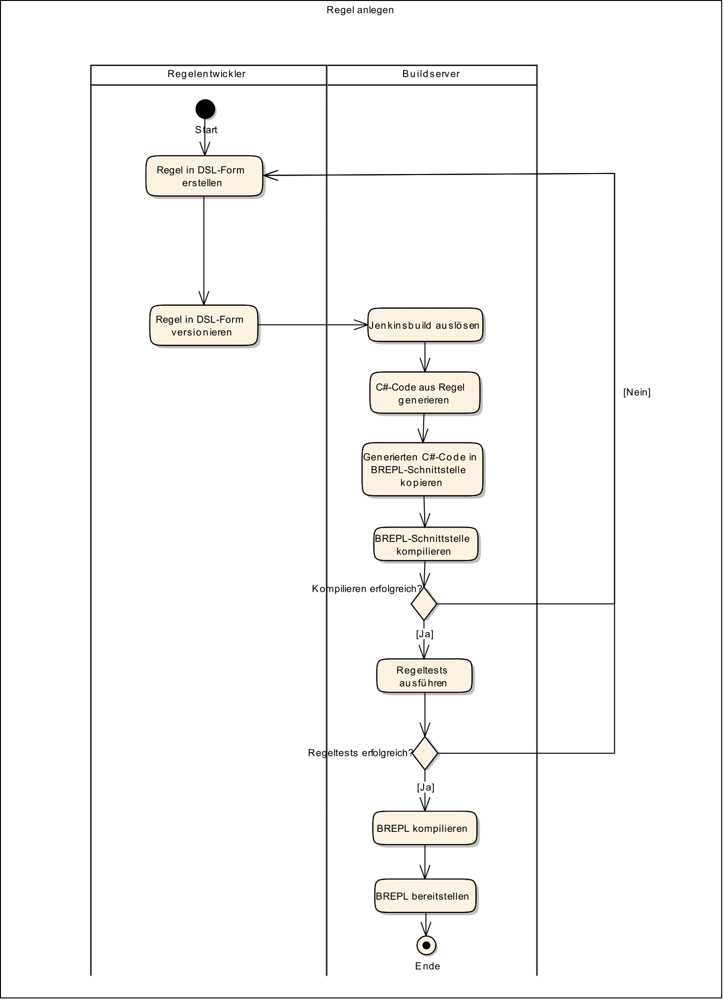 Regel anlegen
Regelentwickler
Buildserver
Start
Regel in DSL-Form
erstellen
Regel in DSL-Form
versionieren
Jenkinsbuild auslösen
C#-Code aus Regel
generieren
[Nein]
Generierten C#-Code in
BREPL-Schnittstelle
kopieren
BREPL-Schnittstelle
kompilieren
Kompilieren erfolgreich?
[Ja]
Regeltests
ausführen
Regeltests erfolgreich?
[Ja]
BREPL kompilieren
BREPL bereitstellen
Ende